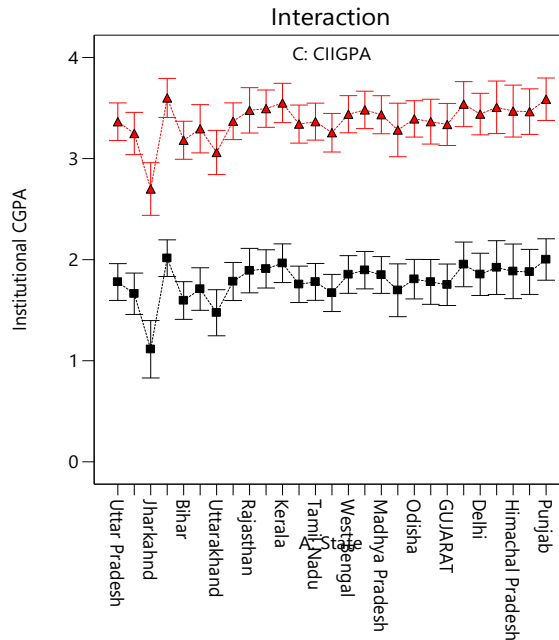 Interaction
C: CIIGPA
Institutional CGPA
4
3
2
1
0
Uttar Pradesh
Jharkahnd
Bihar
Uttarakhand
Rajasthan
Kerala
Tamil Nadu
West Bengal
Madhya Pradesh
Odisha
GUJARAT
Delhi
Himachal Pradesh
Punjab
A: State